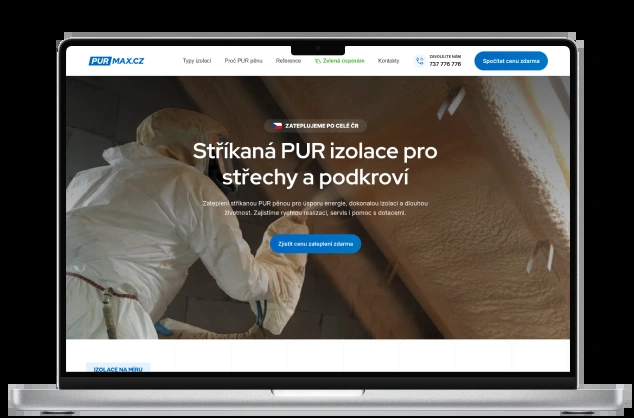 PUR MAX.CZ
Typy izolací
Proč PUR pěnu
Reference
Zelená úsporám
Kontakty
ZAVOLEJTE NÁM
737 776 776
Spočítat cenu zdarma
ZATEPLUJEME PO CELÉ ČR
Stříkaná PUR izolace pro
střechy a podkroví
Zateplení stříkanou PUR pěnou pro úsporu energie, dokonalou izolaci a dlouhou
životnost. Zajistíme rychlou realizaci, servis i pomoc s dotacemi.
Zjistit cenu zateplení zdarma
IZOLACE NA MÍRU